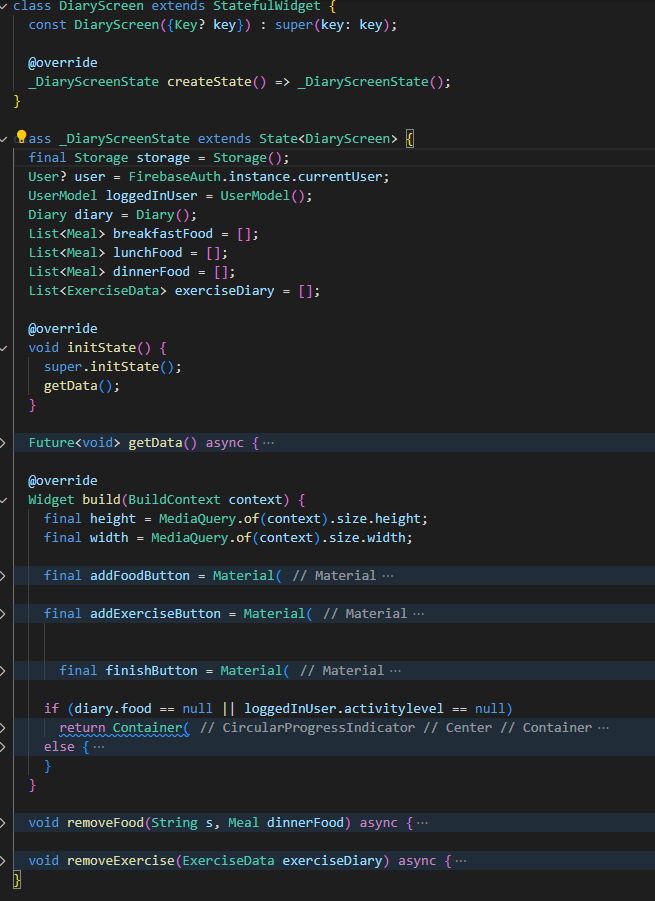 class DiaryScreen extends StatefulWidget {
  const DiaryScreen({Key? key}) : super(key: key);
  @override
  _DiaryScreenState createState() => _DiaryScreenState();
}
ass _DiaryScreenState extends State<DiaryScreen> {
  final Storage storage = Storage();
  User? user = FirebaseAuth.instance.currentUser;
  UserModel loggedInUser = UserModel();
  Diary diary = Diary();
  List<Meal> breakfastFood = [];
  List<Meal> lunchFood = [];
  List<Meal> dinnerFood = [];
  List<ExerciseData> exerciseDiary = [];
  @override
  void initState() {
    super.initState();
    getData();
  }
  Future<void> getData() async { ⋯
  @override
  Widget build(BuildContext context) {
    final height = MediaQuery.of(context).size.height;
    final width = MediaQuery.of(context).size.width;
    final addFoodButton = Material( // Material ⋯
    final addExerciseButton = Material( // Material ⋯
      final finishButton = Material( // Material ⋯
    if (diary.food == null || loggedInUser.activitylevel == null)
      return Container( // CircularProgressIndicator // Center // Container ⋯
    else { ⋯
    }
  }
  void removeFood(String s, Meal dinnerFood) async { ⋯
  void removeExercise(ExerciseData exerciseDiary) async { ⋯
}